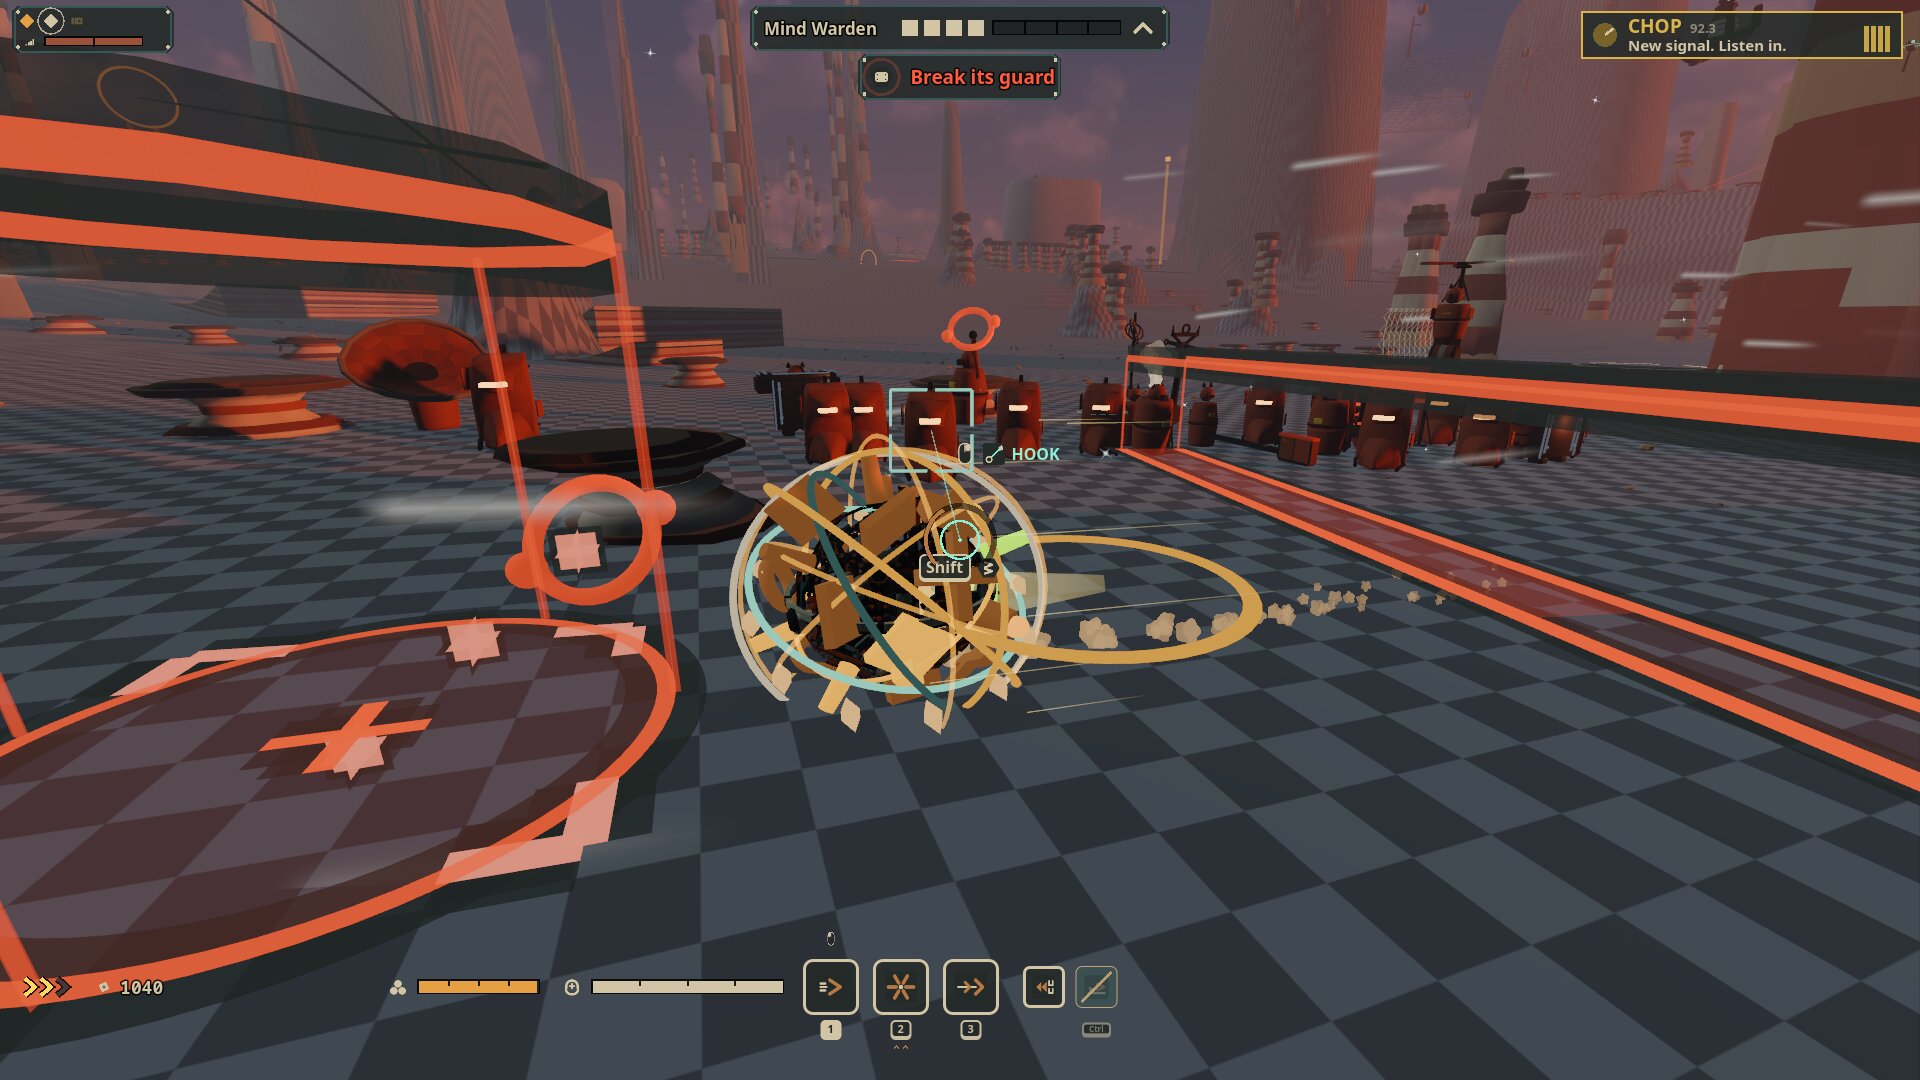 Mind Warden
Break its guard
CHOP 92.3
New signal. Listen in.
HOOK
Shift
1040
1
2
3
Ctrl